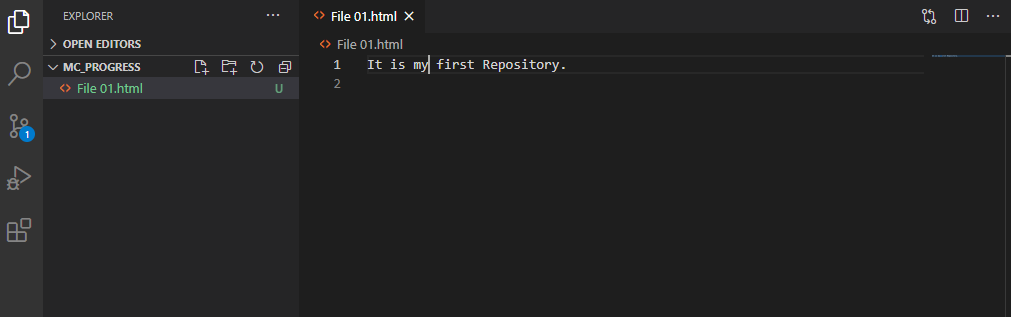 EXPLORER
OPEN EDITORS
MC_PROGRESS
File 01.html U
1
File 01.html
File 01.html
1 It is my first Repository.
2